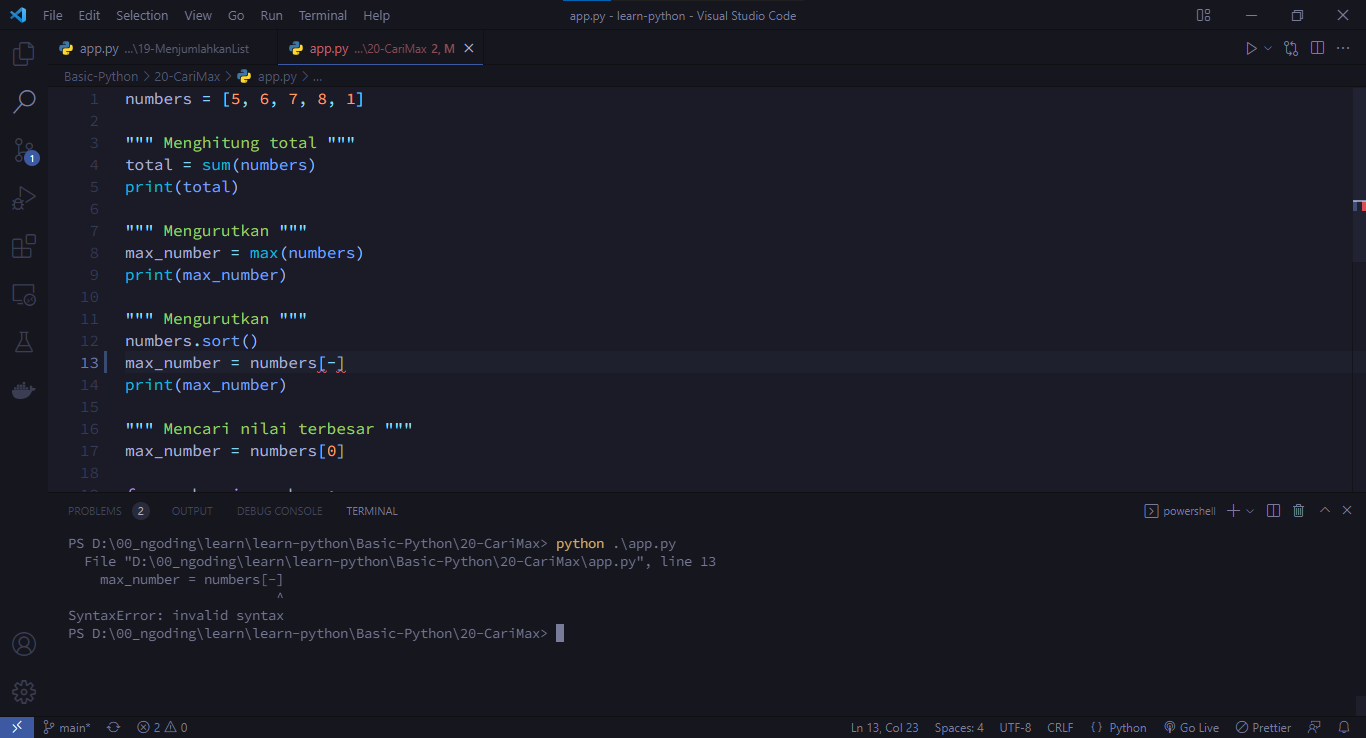 File Edit Selection View Go Run Terminal Help app.py - learn-python - Visual Studio Code
app.py ...\19-MenjumlahkanList app.py ...\20-CariMax 2, M
Basic-Python > 20-CariMax > app.py > ...
1 numbers = [5, 6, 7, 8, 1]
2
3 """ Menghitung total """
4 total = sum(numbers)
5 print(total)
6
7 """ Mengurutkan """
8 max_number = max(numbers)
9 print(max_number)
10
11 """ Mengurutkan """
12 numbers.sort()
13 max_number = numbers[-]
14 print(max_number)
15
16 """ Mencari nilai terbesar """
17 max_number = numbers[0]
18
1
PROBLEMS 2 OUTPUT DEBUG CONSOLE TERMINAL powershell
PS D:\00_ngoding\learn\learn-python\Basic-Python\20-CariMax> python .\app.py
File "D:\00_ngoding\learn\learn-python\Basic-Python\20-CariMax\app.py", line 13
max_number = numbers[-]
^
SyntaxError: invalid syntax
PS D:\00_ngoding\learn\learn-python\Basic-Python\20-CariMax>
main* 2 0 Ln 13, Col 23 Spaces: 4 UTF-8 CRLF { } Python Go Live Prettier